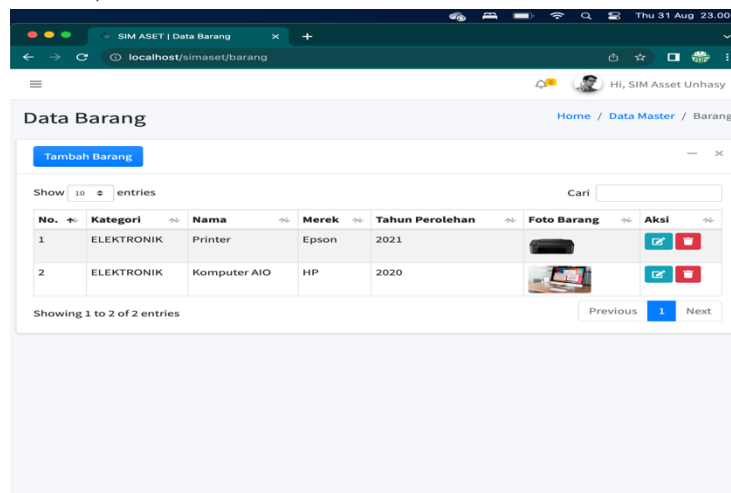 Thu 31 Aug 23.00
SIM ASET | Data Barang
localhost/simaset/barang
Hi, SIM Asset Unhasy
Data Barang
Home / Data Master / Barang
Tambah Barang
Show 10 entries
Cari
No. Kategori Nama Merek Tahun Perolehan Foto Barang Aksi
1 ELEKTRONIK Printer Epson 2021
2 ELEKTRONIK Komputer AIO HP 2020
Showing 1 to 2 of 2 entries
Previous 1 Next